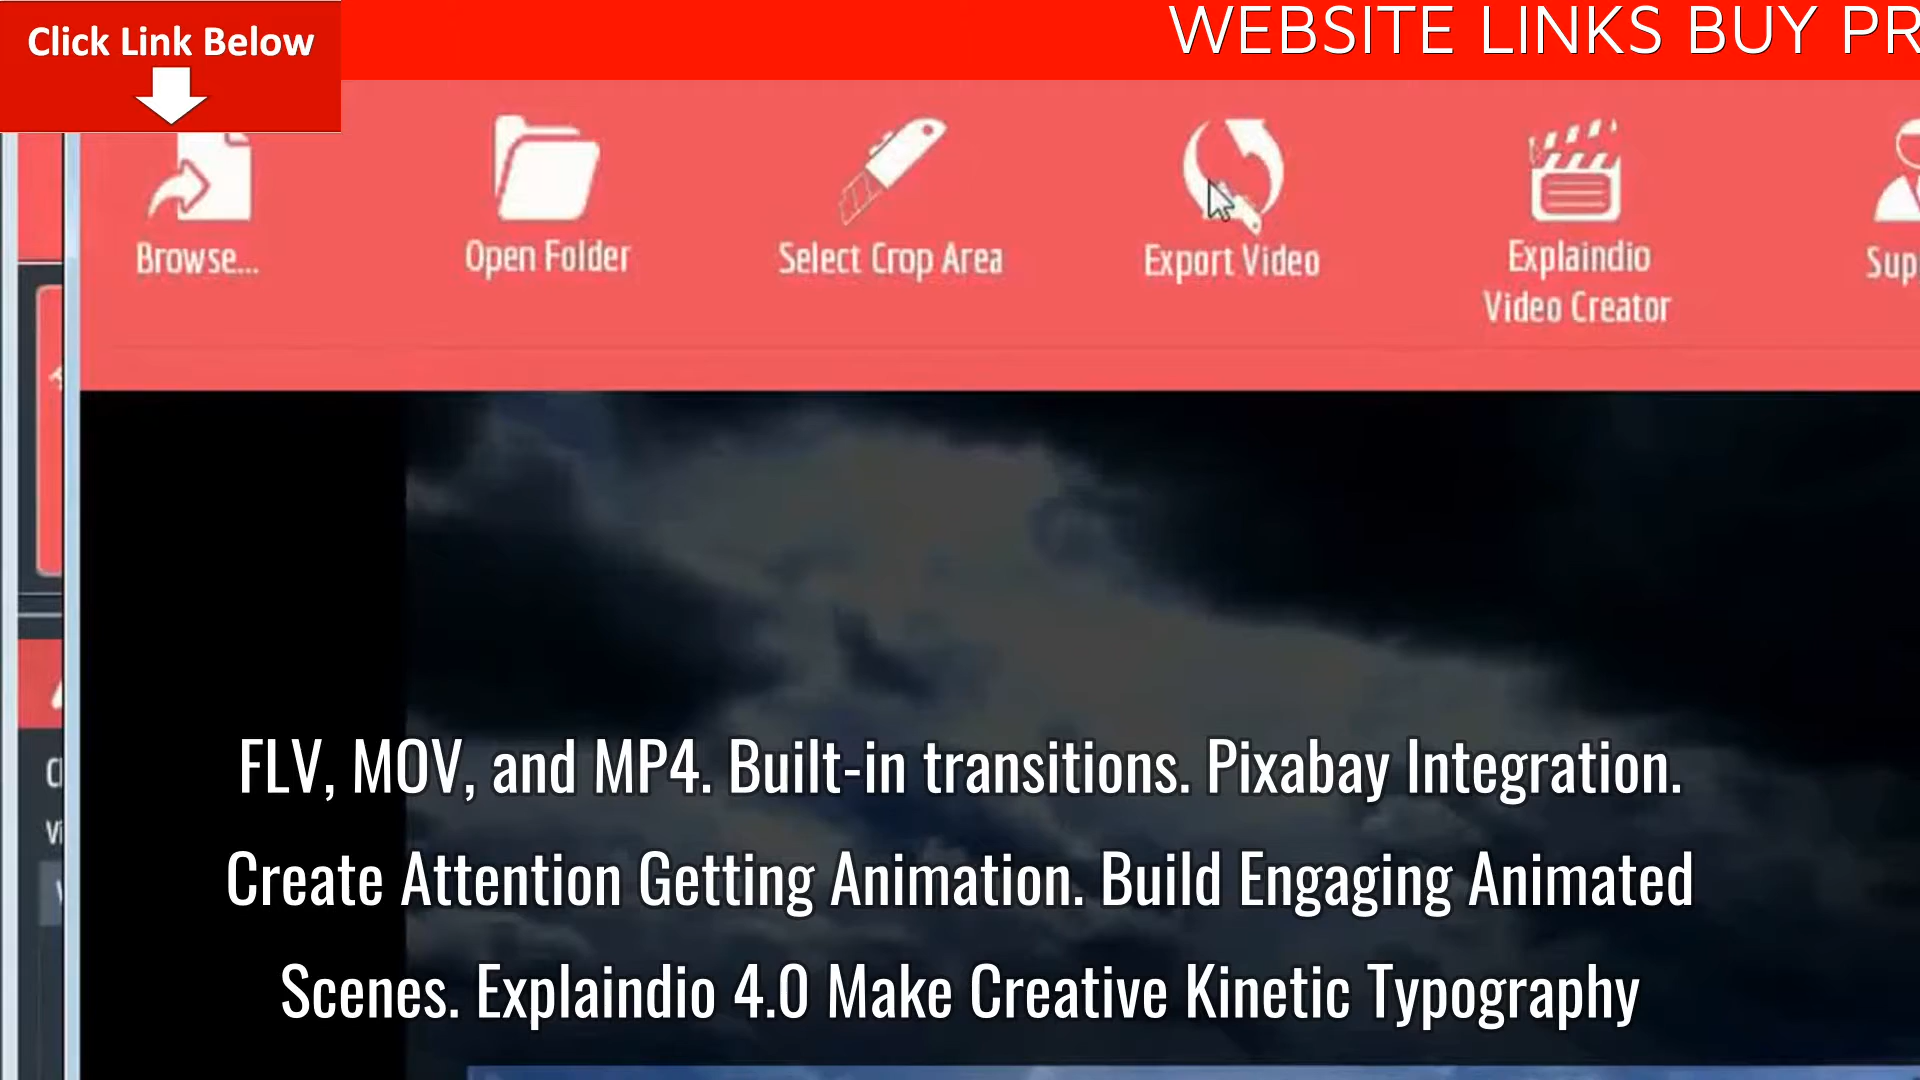 Click Link Below
WEBSITE LINKS BUY
Browse...
Open Folder
Select Crop Area
Export Video
Explaindio
Video Creator
FLV, MOV, and MP4. Built-in transitions. Pixabay Integration.
Create Attention Getting Animation. Build Engaging Animated
Scenes. Explaindio 4.0 Make Creative Kinetic Typography